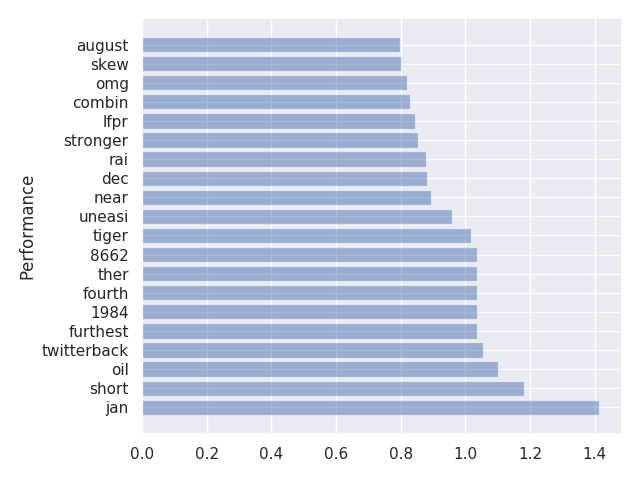 august
skew
omg
combin
lfpr
stronger
rai
dec
near
uneasi
tiger
8662
ther
fourth
1984
furthest
twitterback
oil
short
jan
Performance
0.0 0.2 0.4 0.6 0.8 1.0 1.2 1.4